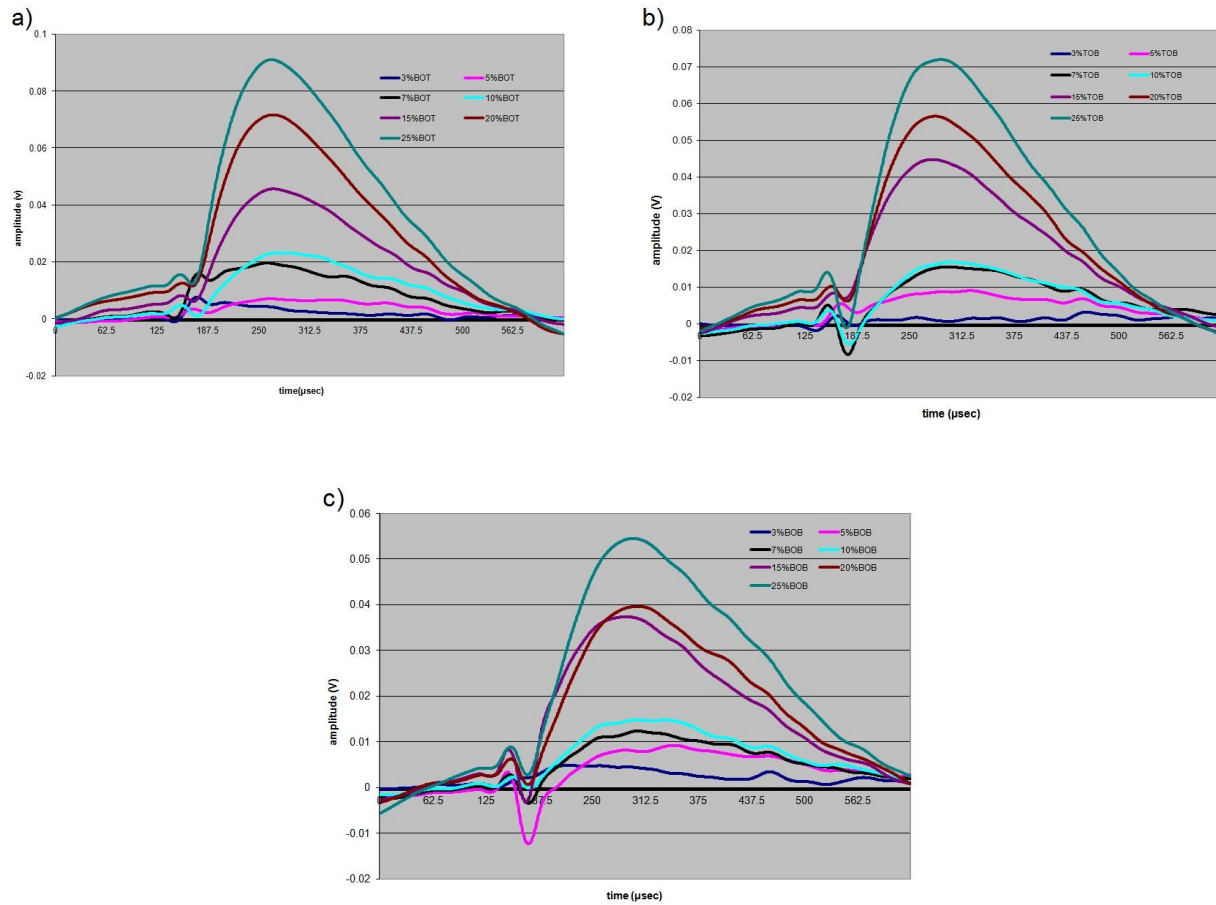 a)
0.1
0.08
0.06
0.04
0.02
0
-0.02
amplitude (v)
3%BOT 5%BOT
7%BOT 10%BOT
15%BOT 20%BOT
25%BOT
0 62.5 125 187.5 250 312.5 375 437.5 500 562.5
time(µsec)
b)
0.08
0.07
0.06
0.05
0.04
0.03
0.02
0.01
0
-0.01
-0.02
amplitude (V)
3%TOB 5%TOB
7%TOB 10%TOB
15%TOB 20%TOB
25%TOB
0 62.5 125 187.5 250 312.5 375 437.5 500 562.5
time (µsec)
c)
0.06
0.05
0.04
0.03
0.02
0.01
0
-0.01
-0.02
amplitude (V)
3%BOB 5%BOB
7%BOB 10%BOB
15%BOB 20%BOB
25%BOB
0 62.5 125 187.5 250 312.5 375 437.5 500 562.5
time (µsec)